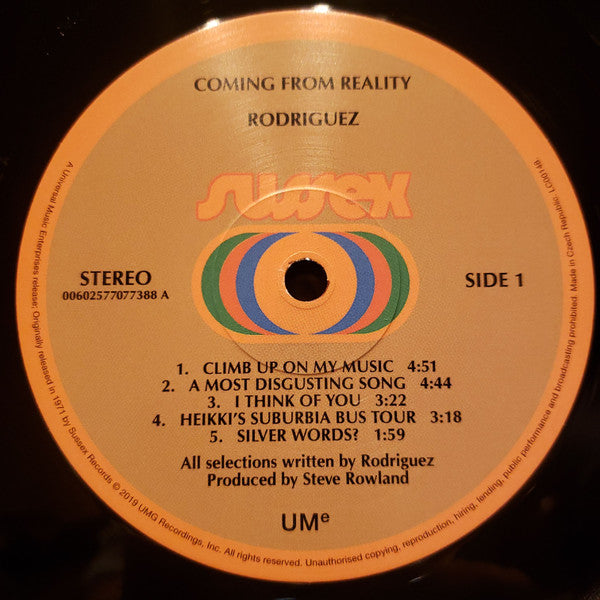 COMING FROM REALITY
RODRIGUEZ
sussex
STEREO
00602577077388 A
SIDE 1
1. CLIMB UP ON MY MUSIC 4:51
2. A MOST DISGUSTING SONG 4:44
3. I THINK OF YOU 3:22
4. HEIKKI'S SUBURBIA BUS TOUR 3:18
5. SILVER WORDS? 1:59
All selections written by Rodriguez
Produced by Steve Rowland
UMe
A Universal Music Enterprises release; Originally released in 1971 by Sussex Records © 2019 UMG Recordings, Inc. All rights reserved. Unauthorised copying, reproduction, hiring, lending, public performance and broadcasting prohibited. Made in Czech Republic. LC00148.